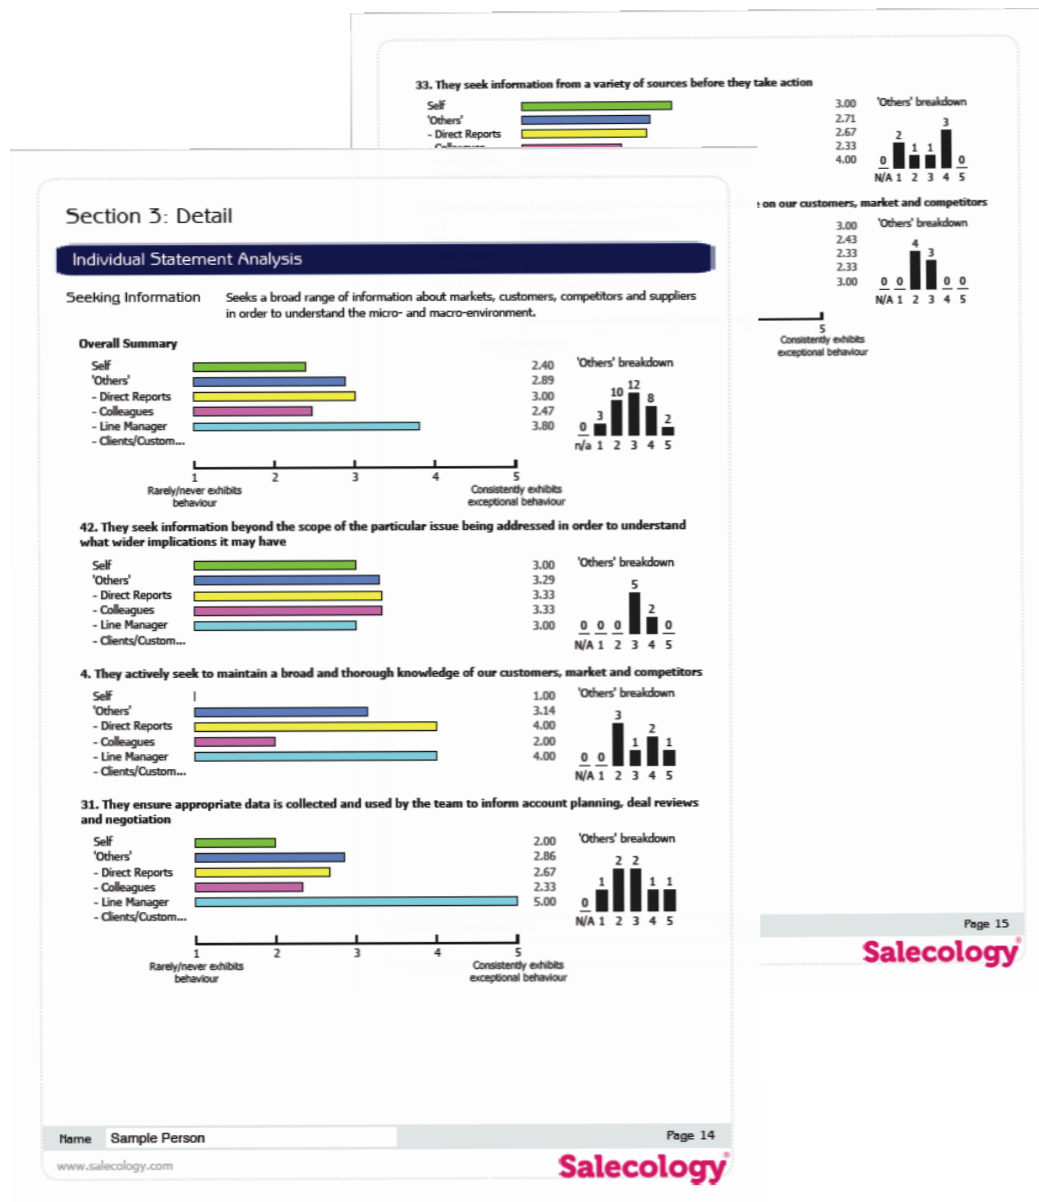 33. They seek information from a variety of sources before they take action
Self 3.00 'Others' breakdown
'Others' 2.71
- Direct Reports 2.67
2.33
4.00
0 2 1 1 3 0
N/A 1 2 3 4 5
on our customers, market and competitors
3.00 'Others' breakdown
2.43
2.33
2.33
3.00
0 0 4 3 0 0
N/A 1 2 3 4 5
5
Consistently exhibits
exceptional behaviour
Page 15
Salecology
Section 3: Detail
Individual Statement Analysis
Seeking Information Seeks a broad range of information about markets, customers, competitors and suppliers
in order to understand the micro- and macro-environment.
Overall Summary
Self 2.40 'Others' breakdown
'Others' 2.89
- Direct Reports 3.00
- Colleagues 2.47
- Line Manager 3.80
- Clients/Custom...
0 3 10 12 8 2
n/a 1 2 3 4 5
1 2 3 4 5
Rarely/never exhibits Consistently exhibits
behaviour exceptional behaviour
42. They seek information beyond the scope of the particular issue being addressed in order to understand
what wider implications it may have
Self 3.00 'Others' breakdown
'Others' 3.29
- Direct Reports 3.33
- Colleagues 3.33
- Line Manager 3.00
- Clients/Custom...
0 0 0 5 2 0
N/A 1 2 3 4 5
4. They actively seek to maintain a broad and thorough knowledge of our customers, market and competitors
Self 1.00 'Others' breakdown
'Others' 3.14
- Direct Reports 4.00
- Colleagues 2.00
- Line Manager 4.00
- Clients/Custom...
0 0 3 1 2 1
N/A 1 2 3 4 5
31. They ensure appropriate data is collected and used by the team to inform account planning, deal reviews
and negotiation
Self 2.00 'Others' breakdown
'Others' 2.86
- Direct Reports 2.67
- Colleagues 2.33
- Line Manager 5.00
- Clients/Custom...
0 1 2 2 1 1
N/A 1 2 3 4 5
1 2 3 4 5
Rarely/never exhibits Consistently exhibits
behaviour exceptional behaviour
Name Sample Person Page 14
www.salecology.com
Salecology